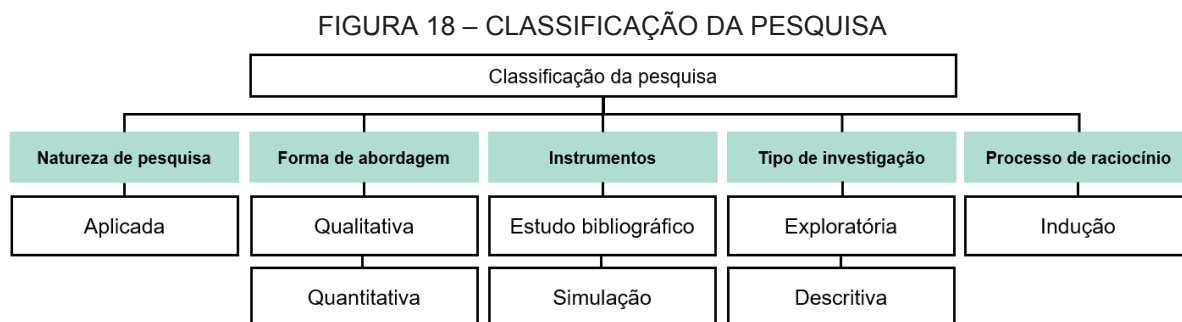 FIGURA 18 – CLASSIFICAÇÃO DA PESQUISA
Classificação da pesquisa
Natureza de pesquisa
Forma de abordagem
Instrumentos
Tipo de investigação
Processo de raciocínio
Aplicada
Qualitativa
Estudo bibliográfico
Exploratória
Indução
Quantitativa
Simulação
Descritiva